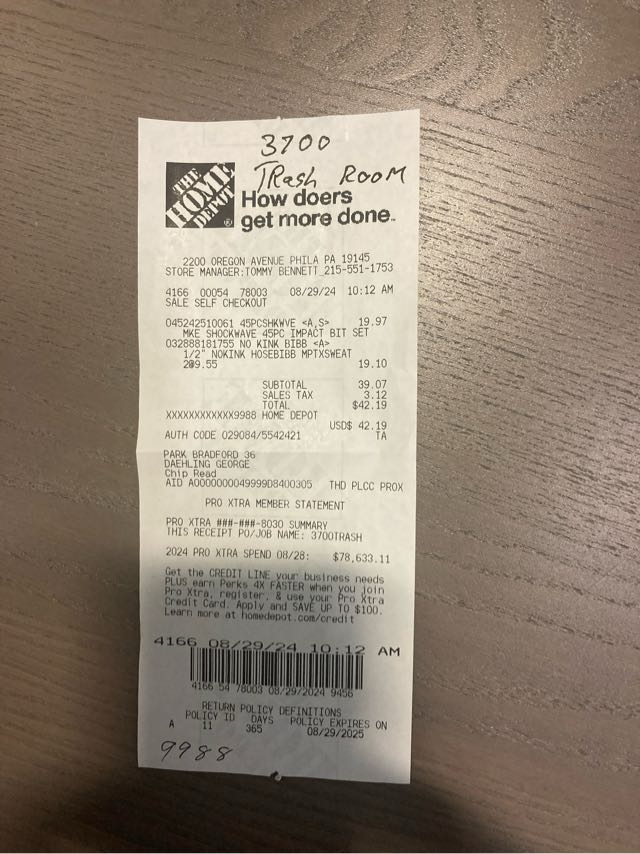 3700
TRash RooM
THE HOME DEPOT
How doers
get more done™
2200 OREGON AVENUE PHILA PA 19145
STORE MANAGER:TOMMY BENNETT 215-551-1753
4166 00054 78003 08/29/24 10:12 AM
SALE SELF CHECKOUT
045242510061 45PCSHKWVE <A,S> 19.97
MKE SHOCKWAVE 45PC IMPACT BIT SET
032888181755 NO KINK BIBB <A>
1/2" NOKINK HOSEBIBB MPTXSWEAT
2@9.55 19.10
SUBTOTAL 39.07
SALES TAX 3.12
TOTAL $42.19
XXXXXXXXXXXX9988 HOME DEPOT
USD$ 42.19
AUTH CODE 029084/5542421 TA
PARK BRADFORD 36
DAEHLING GEORGE
Chip Read
AID A0000000049999D8400305 THD PLCC PROX
PRO XTRA MEMBER STATEMENT
PRO XTRA ###-###-8030 SUMMARY
THIS RECEIPT PO/JOB NAME: 3700TRASH
2024 PRO XTRA SPEND 08/28: $78,633.11
Get the CREDIT LINE your business needs
PLUS earn Perks 4X FASTER when you join
Pro Xtra, register, & use your Pro Xtra
Credit Card. Apply and SAVE UP TO $100.
Learn more at homedepot.com/credit
4166 08/29/24 10:12 AM
4166 54 78003 08/29/2024 9456
RETURN POLICY DEFINITIONS
POLICY ID DAYS POLICY EXPIRES ON
A 11 365 08/29/2025
9988